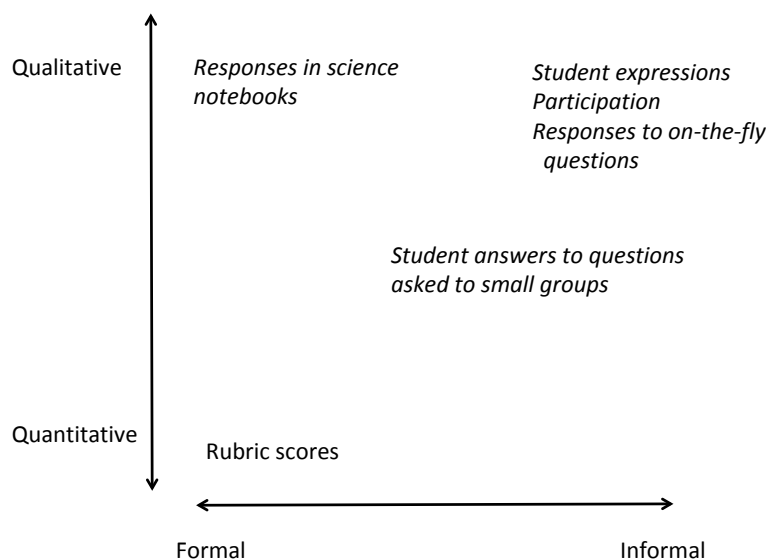 Qualitative
Responses in science
notebooks
Student expressions
Participation
Responses to on-the-fly
questions
Student answers to questions
asked to small groups
Quantitative
Rubric scores
Formal
Informal